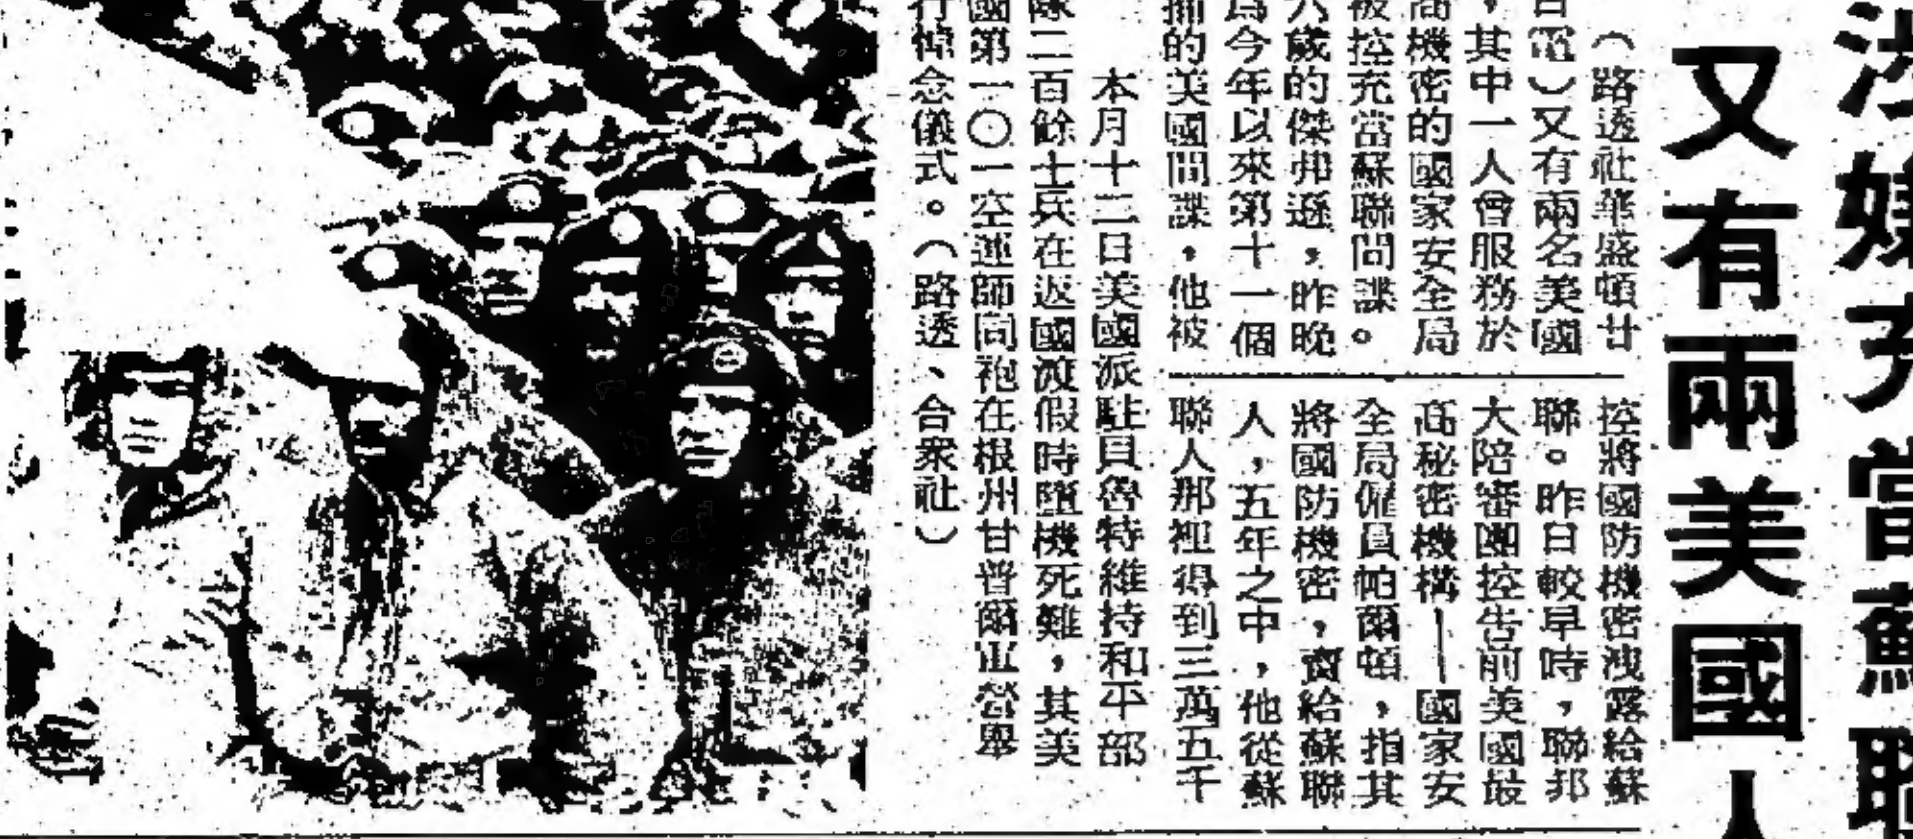 涉嫌充當蘇聯
又有兩美國人
（路透社華盛頓廿
日電）又有兩名美國
，其中一人曾服務於
高機密的國家安全局
被控充當蘇聯間諜。
六歲的傑弗遜，昨晚
爲今年以來第十一個
捕的美國間諜，他被
控將國防機密洩露給蘇
聯。昨日較早時，聯邦
大陪審團控告前美國最
高秘密機構——國家安
全局僱員帕爾頓，指其
將國防機密，賣給蘇聯
人，五年之中，他從蘇
聯人那裡得到三萬五千
本月十二日美國派駐貝魯特維持和平部
隊二百餘士兵在返國渡假時墮機死難，其美
國第一〇一空運師同袍在根州甘普爾軍營舉
行悼念儀式。（路透、合衆社）